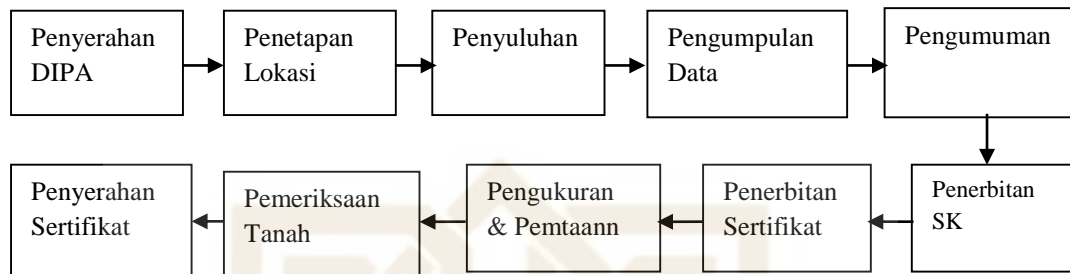 Penyerahan
DIPA
Penetapan
Lokasi
Penyuluhan
Pengumpulan
Data
Pengumuman
Penerbitan
SK
Penerbitan
Sertifikat
Pengukuran
& Pemtaann
Pemeriksaan
Tanah
Penyerahan
Sertifikat